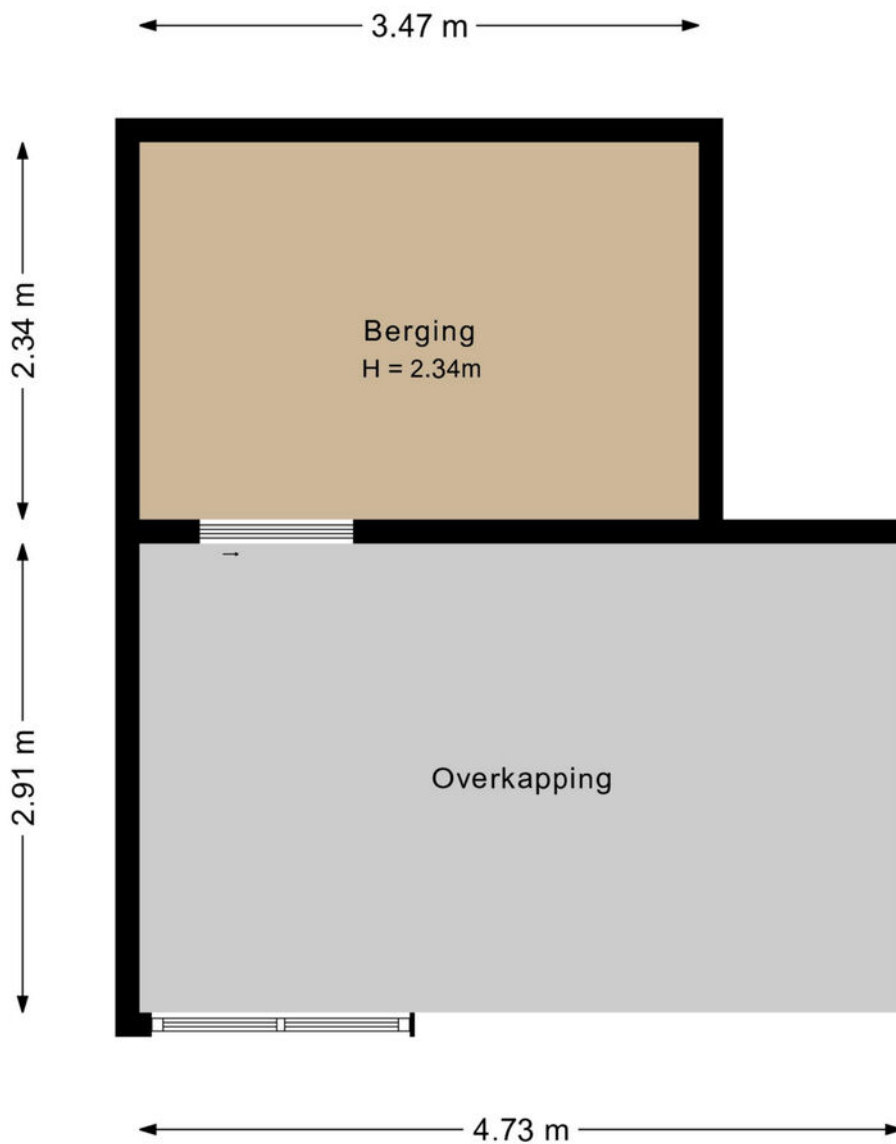 3.47 m
2.34 m
Berging
H = 2.34m
2.91 m
Overkapping
4.73 m